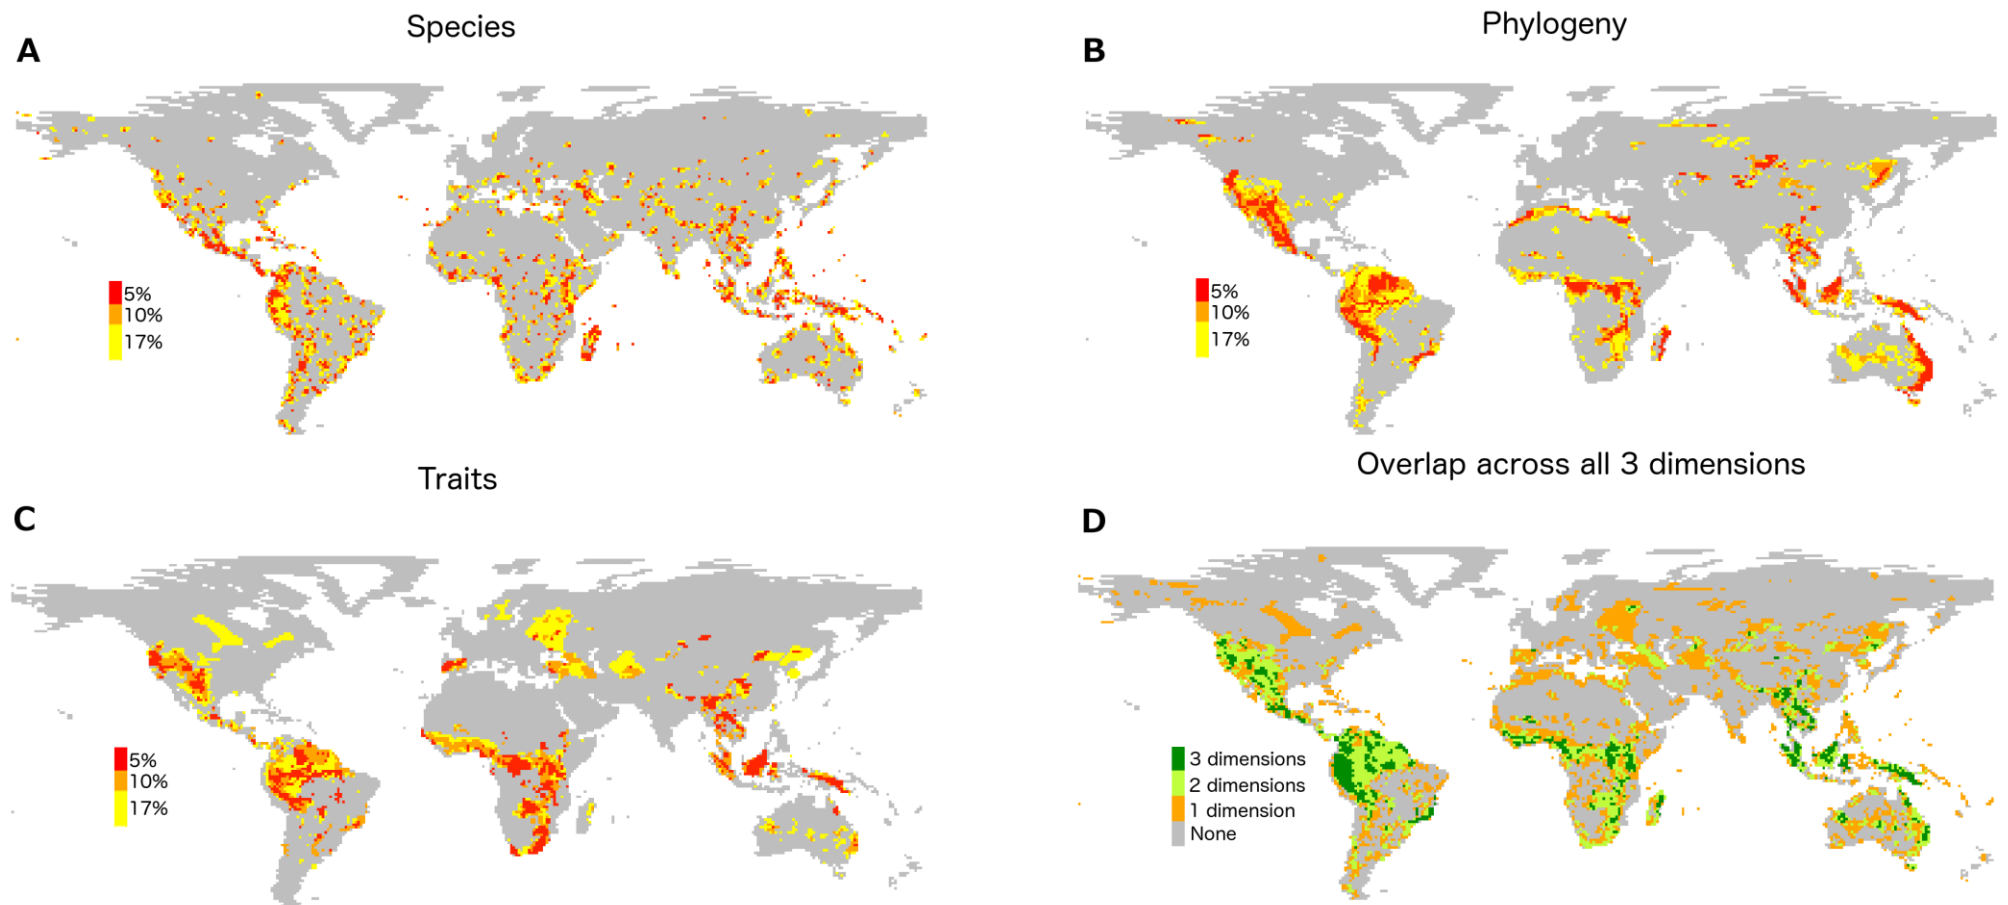 Species
A
5%
10%
17%
Phylogeny
B
5%
10%
17%
Traits
C
5%
10%
17%
Overlap across all 3 dimensions
D
3 dimensions
2 dimensions
1 dimension
None